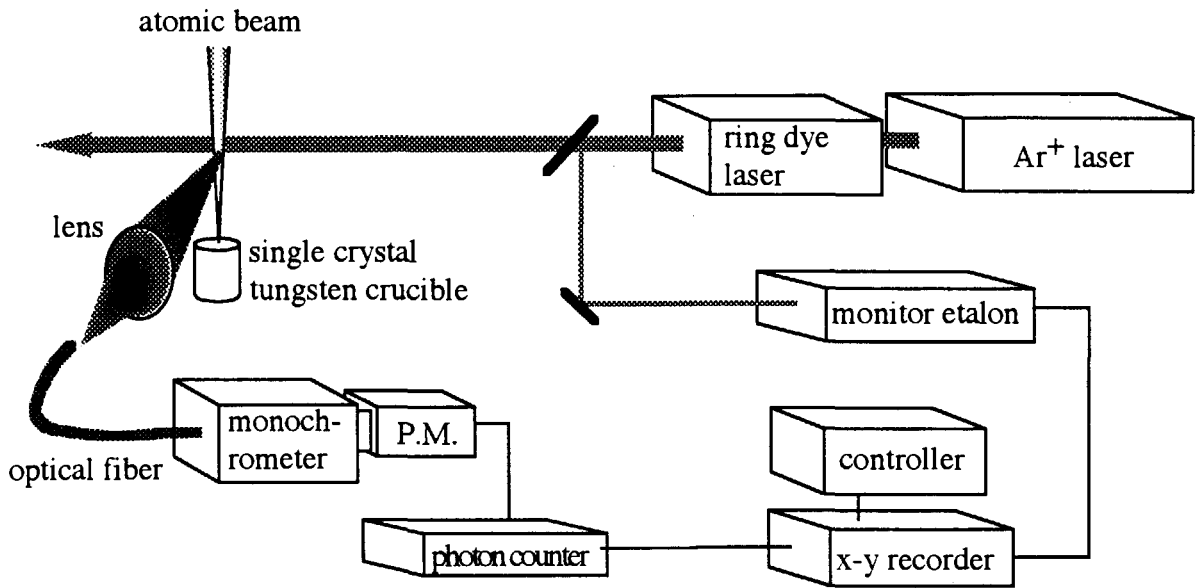 atomic beam
ring dye
laser
Ar+ laser
lens
single crystal
tungsten crucible
monitor etalon
monoch-
rometer
P.M.
controller
optical fiber
photon counter
x-y recorder